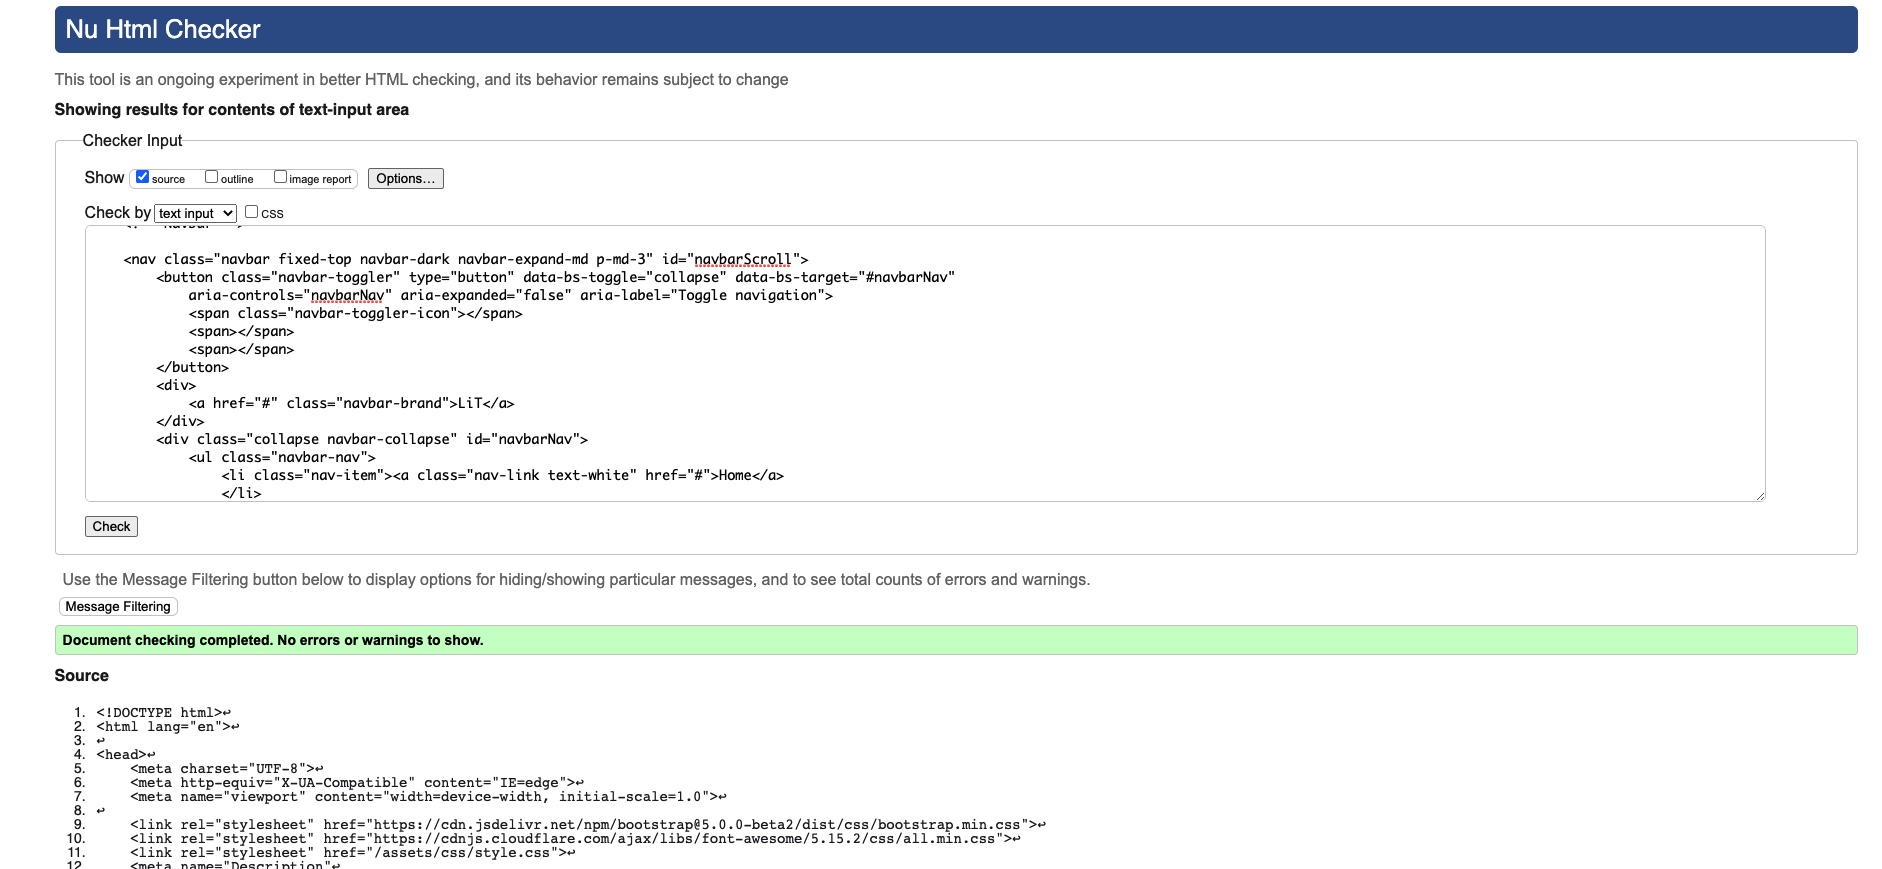 Nu Html Checker
This tool is an ongoing experiment in better HTML checking, and its behavior remains subject to change
Showing results for contents of text-input area
Checker Input
Show source outline image report Options...
Check by text input css
<nav class="navbar fixed-top navbar-dark navbar-expand-md p-md-3" id="navbarScroll">
<button class="navbar-toggler" type="button" data-bs-toggle="collapse" data-bs-target="#navbarNav"
aria-controls="navbarNav" aria-expanded="false" aria-label="Toggle navigation">
<span class="navbar-toggler-icon"></span>
<span></span>
<span></span>
</button>
<div>
<a href="#" class="navbar-brand">LiT</a>
</div>
<div class="collapse navbar-collapse" id="navbarNav">
<ul class="navbar-nav">
<li class="nav-item"><a class="nav-link text-white" href="#">Home</a>
</li>
Check
Use the Message Filtering button below to display options for hiding/showing particular messages, and to see total counts of errors and warnings.
Message Filtering
Document checking completed. No errors or warnings to show.
Source
1. <!DOCTYPE html>↩
2. <html lang="en">↩
3. ↩
4. <head>↩
5. <meta charset="UTF-8">↩
6. <meta http-equiv="X-UA-Compatible" content="IE=edge">↩
7. <meta name="viewport" content="width=device-width, initial-scale=1.0">↩
8. ↩
9. <link rel="stylesheet" href="https://cdn.jsdelivr.net/npm/bootstrap@5.0.0-beta2/dist/css/bootstrap.min.css">↩
10. <link rel="stylesheet" href="https://cdnjs.cloudflare.com/ajax/libs/font-awesome/5.15.2/css/all.min.css">↩
11. <link rel="stylesheet" href="/assets/css/style.css">↩
12. <meta name="Description"↩